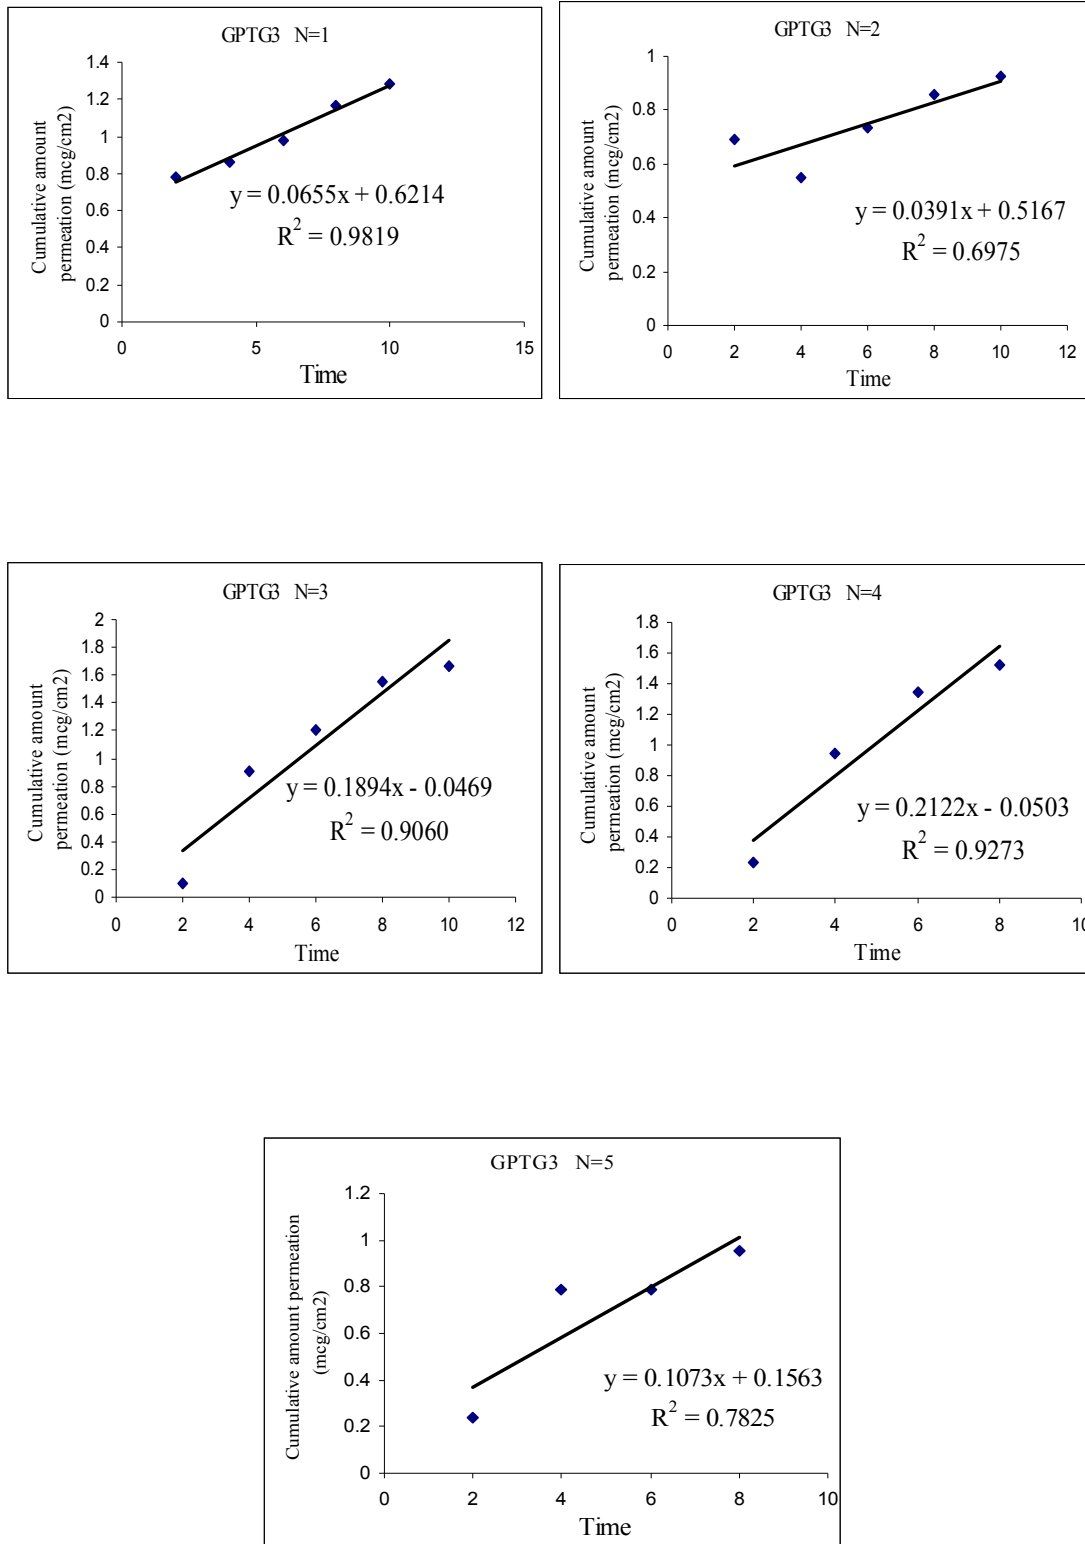 GPTG3 N=1
Cumulative amount
permeation (mcg/cm2)
1.4
1.2
1
0.8
0.6
0.4
0.2
0
0 5 10 15
Time
y = 0.0655x + 0.6214
R² = 0.9819
GPTG3 N=2
Cumulative amount
permeation (mcg/cm2)
1
0.8
0.6
0.4
0.2
0
0 2 4 6 8 10 12
Time
y = 0.0391x + 0.5167
R² = 0.6975
GPTG3 N=3
Cumulative amount
permeation (mcg/cm2)
2
1.8
1.6
1.4
1.2
1
0.8
0.6
0.4
0.2
0
0 2 4 6 8 10 12
Time
y = 0.1894x - 0.0469
R² = 0.9060
GPTG3 N=4
Cumulative amount
permeation (mcg/cm2)
1.8
1.6
1.4
1.2
1
0.8
0.6
0.4
0.2
0
0 2 4 6 8 10
Time
y = 0.2122x - 0.0503
R² = 0.9273
GPTG3 N=5
Cumulative amount permeation
(mcg/cm2)
1.2
1
0.8
0.6
0.4
0.2
0
0 2 4 6 8 10
Time
y = 0.1073x + 0.1563
R² = 0.7825